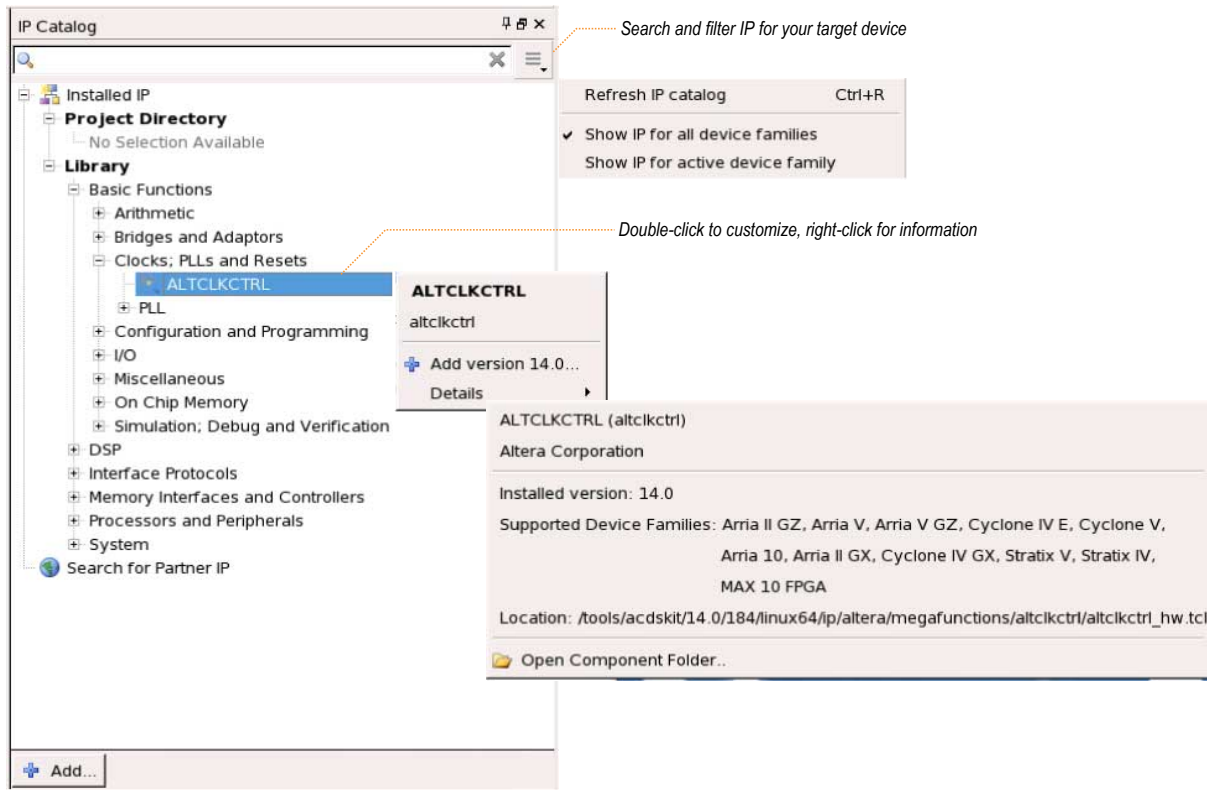 IP Catalog
Search and filter IP for your target device
Installed IP
Project Directory
No Selection Available
Library
Basic Functions
Arithmetic
Bridges and Adaptors
Clocks; PLLs and Resets
ALTCLKCTRL
PLL
Configuration and Programming
I/O
Miscellaneous
On Chip Memory
Simulation; Debug and Verification
DSP
Interface Protocols
Memory Interfaces and Controllers
Processors and Peripherals
System
Search for Partner IP
Add...
Refresh IP catalog Ctrl+R
Show IP for all device families
Show IP for active device family
Double-click to customize, right-click for information
ALTCLKCTRL
altclkctrl
Add version 14.0...
Details
ALTCLKCTRL (altclkctrl)
Altera Corporation
Installed version: 14.0
Supported Device Families: Arria II GZ, Arria V, Arria V GZ, Cyclone IV E, Cyclone V,
Arria 10, Arria II GX, Cyclone IV GX, Stratix V, Stratix IV,
MAX 10 FPGA
Location: /tools/acdskit/14.0/184/linux64/ip/altera/megafunctions/altclkctrl/altclkctrl_hw.tcl
Open Component Folder..